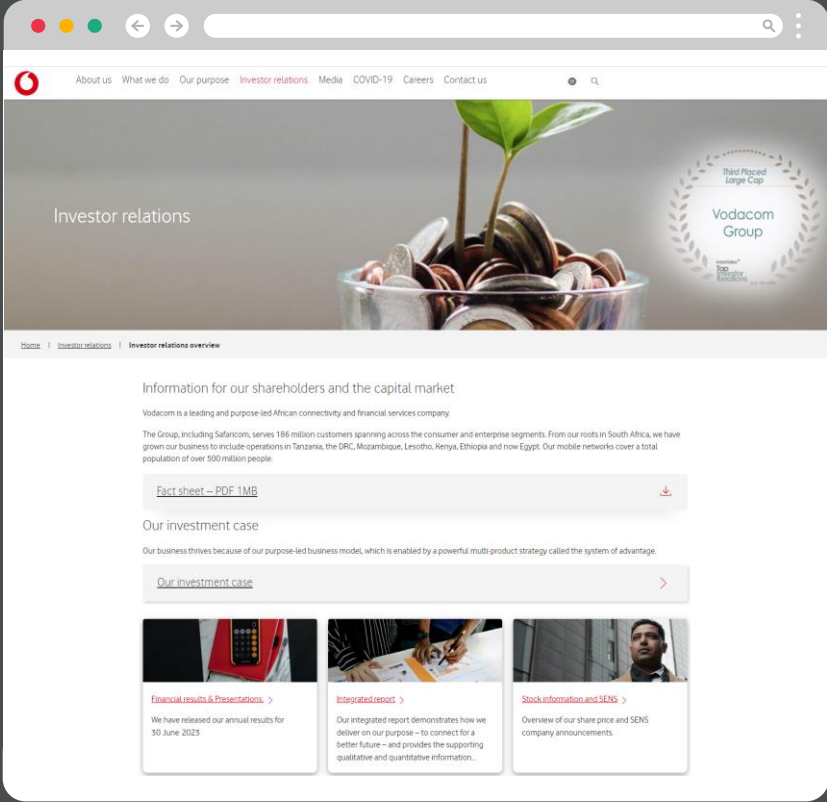 About us What we do Our purpose Investor relations Media COVID-19 Careers Contact us
Third Placed
Large Cap
Investor relations
Vodacom
Group
Top
Investor
Relations
Home | Investor relations | Investor relations overview
Information for our shareholders and the capital market
Vodacom is a leading and purpose-led African connectivity and financial services company.
The Group, including Safaricom, serves 186 million customers spanning across the consumer and enterprise segments. From our roots in South Africa, we have
grown our business to include operations in Tanzania, the DRC, Mozambique, Lesotho, Kenya, Ethiopia and now Egypt. Our mobile networks cover a total
population of over 500 million people.
Fact sheet – PDF 1MB
Our investment case
Our business thrives because of our purpose-led business model, which is enabled by a powerful multi-product strategy called the system of advantage.
Our investment case
Financial results & Presentations
We have released our annual results for
30 June 2023
Integrated report
Our integrated report demonstrates how we
deliver on our purpose – to connect for a
better future – and provides the supporting
qualitative and quantitative information...
Stock information and SENS
Overview of our share price and SENS
company announcements.